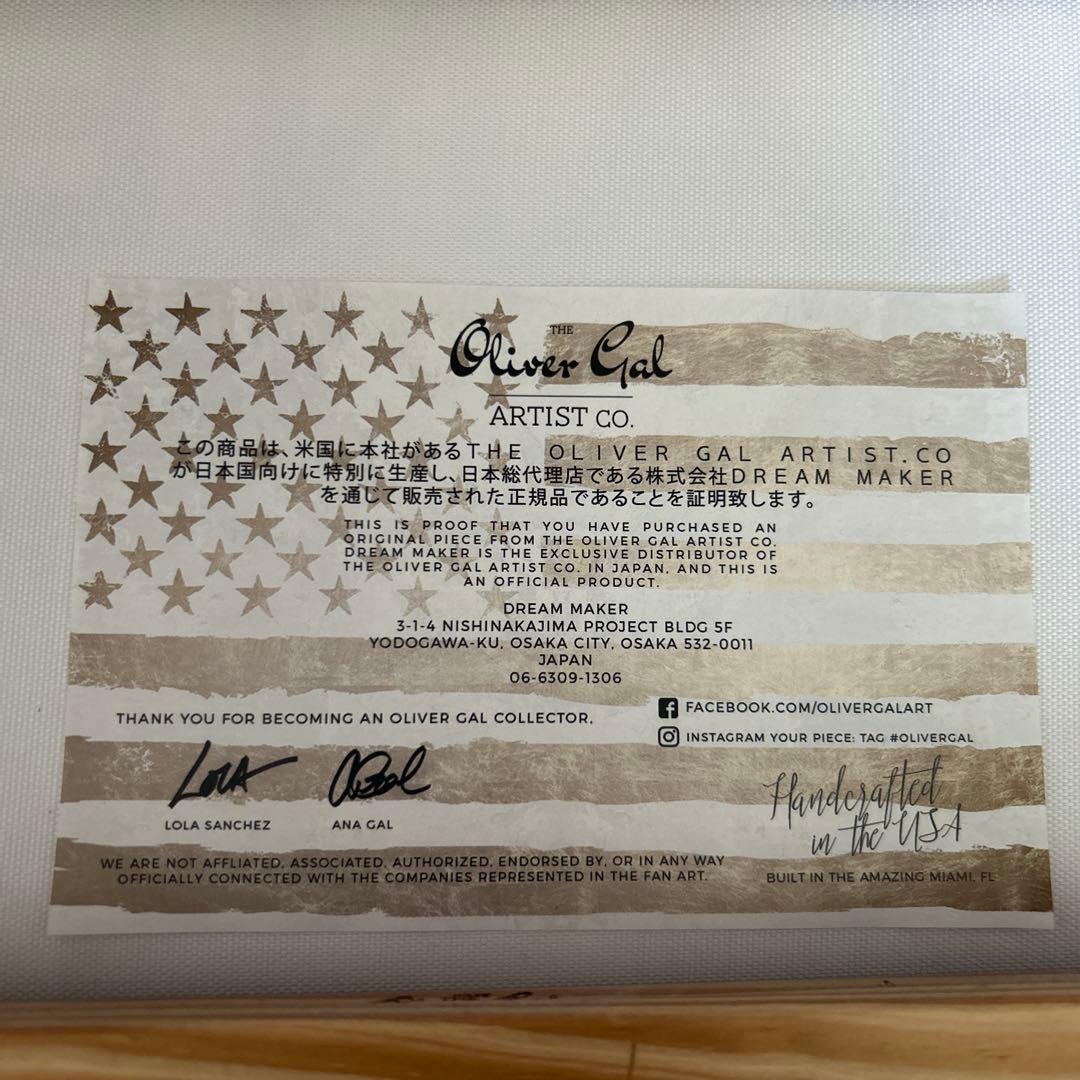 THE
Oliver Gal
ARTIST CO.
この商品は、米国に本社があるTHE OLIVER GAL ARTIST.CO
が日本国向けに特別に生産し、日本総代理店である株式会社DREAM MAKER
を通じて販売された正規品であることを証明致します。
THIS IS PROOF THAT YOU HAVE PURCHASED AN
ORIGINAL PIECE FROM THE OLIVER GAL ARTIST CO.
DREAM MAKER IS THE EXCLUSIVE DISTRIBUTOR OF
THE OLIVER GAL ARTIST CO. IN JAPAN, AND THIS IS
AN OFFICIAL PRODUCT.
DREAM MAKER
3-1-4 NISHINAKAJIMA PROJECT BLDG 5F
YODOGAWA-KU, OSAKA CITY, OSAKA 532-0011
JAPAN
06-6309-1306
THANK YOU FOR BECOMING AN OLIVER GAL COLLECTOR,
FACEBOOK.COM/OLIVERGALART
INSTAGRAM YOUR PIECE: TAG #OLIVERGAL
LOLA
LOLA SANCHEZ
ANA GAL
Handcrafted
in the USA
WE ARE NOT AFFLIATED, ASSOCIATED, AUTHORIZED, ENDORSED BY, OR IN ANY WAY
OFFICIALLY CONNECTED WITH THE COMPANIES REPRESENTED IN THE FAN ART.
BUILT IN THE AMAZING MIAMI, FL